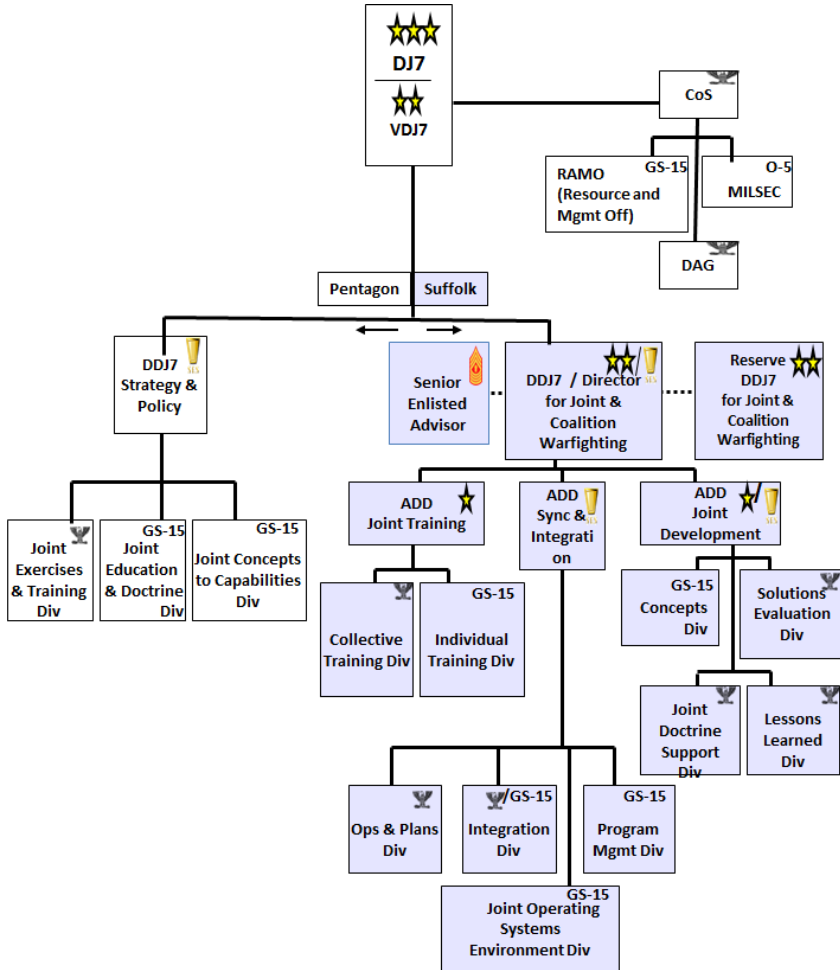 DJ7
VDJ7
CoS
GS-15
RAMO
(Resource and
Mgmt Off)
O-5
MILSEC
DAG
Pentagon
Suffolk
DDJ7
Strategy &
Policy
SES
Senior
Enlisted
Advisor
/
SES
DDJ7 / Director
for Joint &
Coalition
Warfighting
Reserve
DDJ7
for Joint &
Coalition
Warfighting
Joint
Exercises
& Training
Div
GS-15
Joint
Education
& Doctrine
Div
GS-15
Joint Concepts
to Capabilities
Div
ADD
Joint Training
ADD
Sync &
Integrati
on
SES
ADD
Joint
Development
/
SES
Collective
Training Div
GS-15
Individual
Training Div
GS-15
Concepts
Div
Solutions
Evaluation
Div
Joint
Doctrine
Support
Div
Lessons
Learned
Div
Ops & Plans
Div
/GS-15
Integration
Div
GS-15
Program
Mgmt Div
GS-15
Joint Operating
Systems
Environment Div